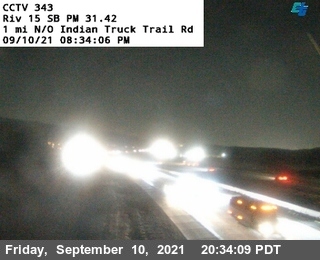 CCTV 343
Riv 15 SB PM 31.42
1 mi N/O Indian Truck Trail Rd
09/10/21 08:34:06 PM
Friday, September 10, 2021 20:34:09 PDT